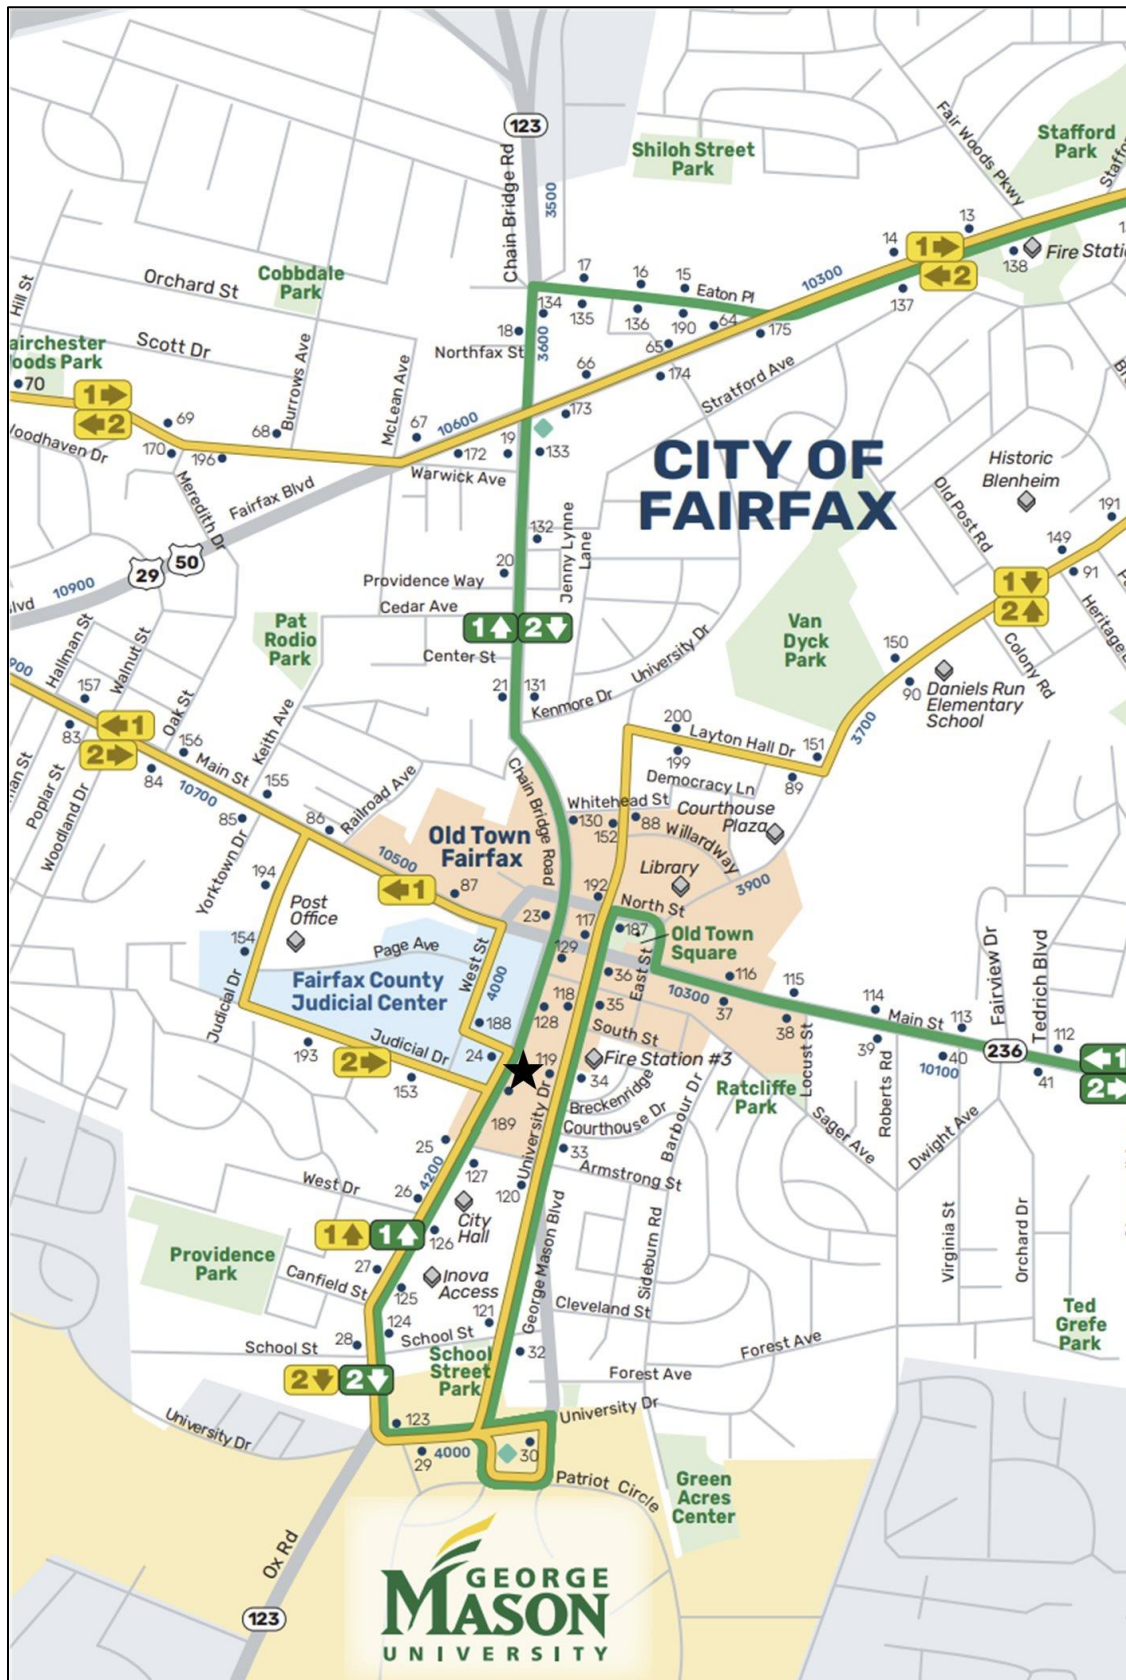 123
Chain Bridge Rd
3500
Shiloh Street
Park
Fair Woods Pkwy
Stafford
Park
13
14
1
2
138
10300
137
Hill St
Orchard St
Cobbdale
Park
17
16
15
Eaton Pl
134
135
136
190
64
175
18
3600
Scott Dr
Northfax St
65
66
174
Stratford Ave
70
1
2
69
68
Burrows Ave
McLean Ave
67
10600
173
170
196
172
19
133
Warwick Ave
Meredith Dr
Fairfax Blvd
CITY OF
FAIRFAX
Historic
Blenheim
Old Post Rd
191
149
91
29
50
10900
132
20
Jenny Lynne
Lane
Providence Way
Cedar Ave
1
2
Center St
Pat
Rodio
Park
Van
Dyck
Park
1
2
150
90
Colony Rd
Daniels Run
Elementary
School
University Dr
21
131
Kenmore Dr
Hallman St
Walnut St
Oak St
157
83
1
2
156
84
Main St
10700
Keith Ave
155
85
86
Railroad Ave
Poplar St
Woodland Dr
Yorktown Dr
200
199
Layton Hall Dr
151
89
3700
Democracy Ln
Courthouse
Plaza
Chain Bridge Road
Whitehead St
130
152
88
Willard Way
Old Town
Fairfax
10500
1
87
Library
3900
194
Post
Office
192
23
117
North St
187
Old Town
Square
154
Page Ave
West St
4000
129
36
East St
116
115
Fairfax County
Judicial Center
Judicial Dr
188
118
128
35
10300
37
38
114
Main St
113
Fairview Dr
Tedrich Blvd
112
South St
193
Judicial Dr
2
153
24
119
Fire Station #3
34
Locust St
39
40
10100
236
41
1
2
Breckenridge
Ratcliffe
Park
189
University Dr
Courthouse Dr
Barbour Dr
Sager Ave
Roberts Rd
Dwight Ave
25
4200
127
33
Armstrong St
West Dr
26
120
City
Hall
126
1
1
Providence
Park
George Mason Blvd
Sideburn Rd
Virginia St
Orchard Dr
27
Canfield St
125
Inova
Access
121
Cleveland St
Ted
Grefe
Park
124
School St
28
School St
32
School
Street
Park
Forest Ave
Forest Ave
2
2
University Dr
123
29
4000
30
University Dr
Patriot Circle
Green
Acres
Center
Ox Rd
123
GEORGE
MASON
UNIVERSITY